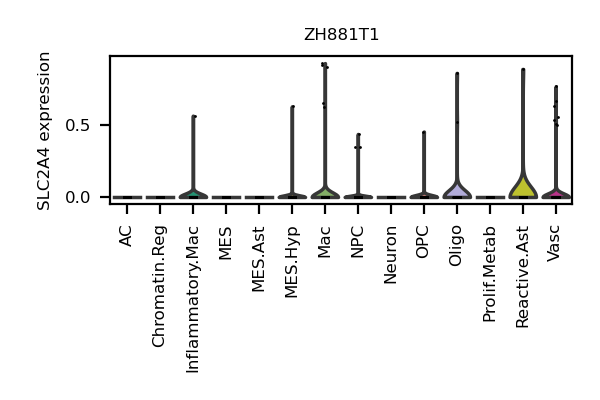 ZH881T1
SLC2A4 expression
0.5
0.0
AC
Chromatin.Reg
Inflammatory.Mac
MES
MES.Ast
MES.Hyp
Mac
NPC
Neuron
OPC
Oligo
Prolif.Metab
Reactive.Ast
Vasc